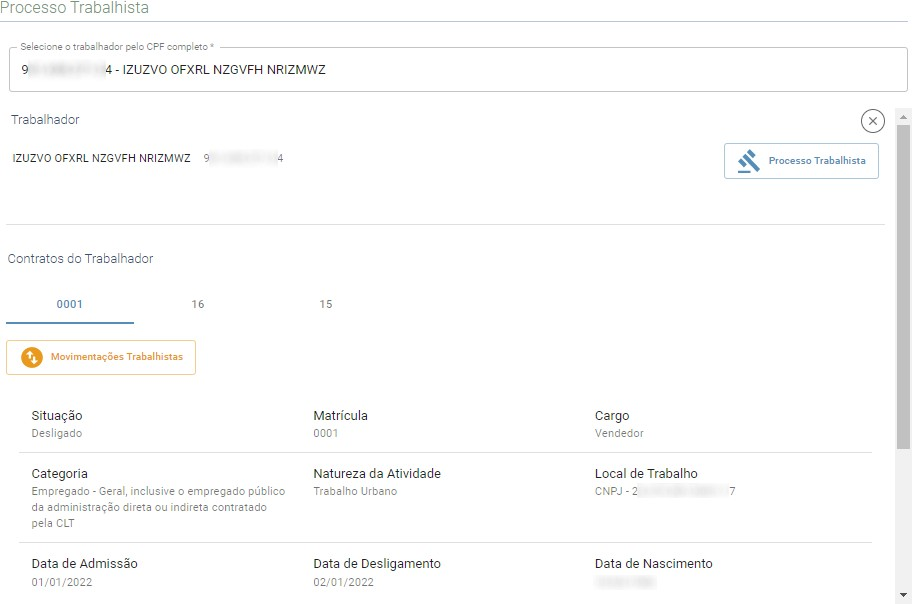 Processo Trabalhista
Selecione o trabalhador pelo CPF completo *
9 4 - IZUZVO OFXRL NZGVFH NRIZMWZ
Trabalhador
IZUZVO OFXRL NZGVFH NRIZMWZ 9 4
Processo Trabalhista
Contratos do Trabalhador
0001 16 15
Movimentações Trabalhistas
Situação Matrícula Cargo
Desligado 0001 Vendedor
Categoria Natureza da Atividade Local de Trabalho
Empregado - Geral, inclusive o empregado público Trabalho Urbano CNPJ - 2 7
da administração direta ou indireta contratado
pela CLT
Data de Admissão Data de Desligamento Data de Nascimento
01/01/2022 02/01/2022